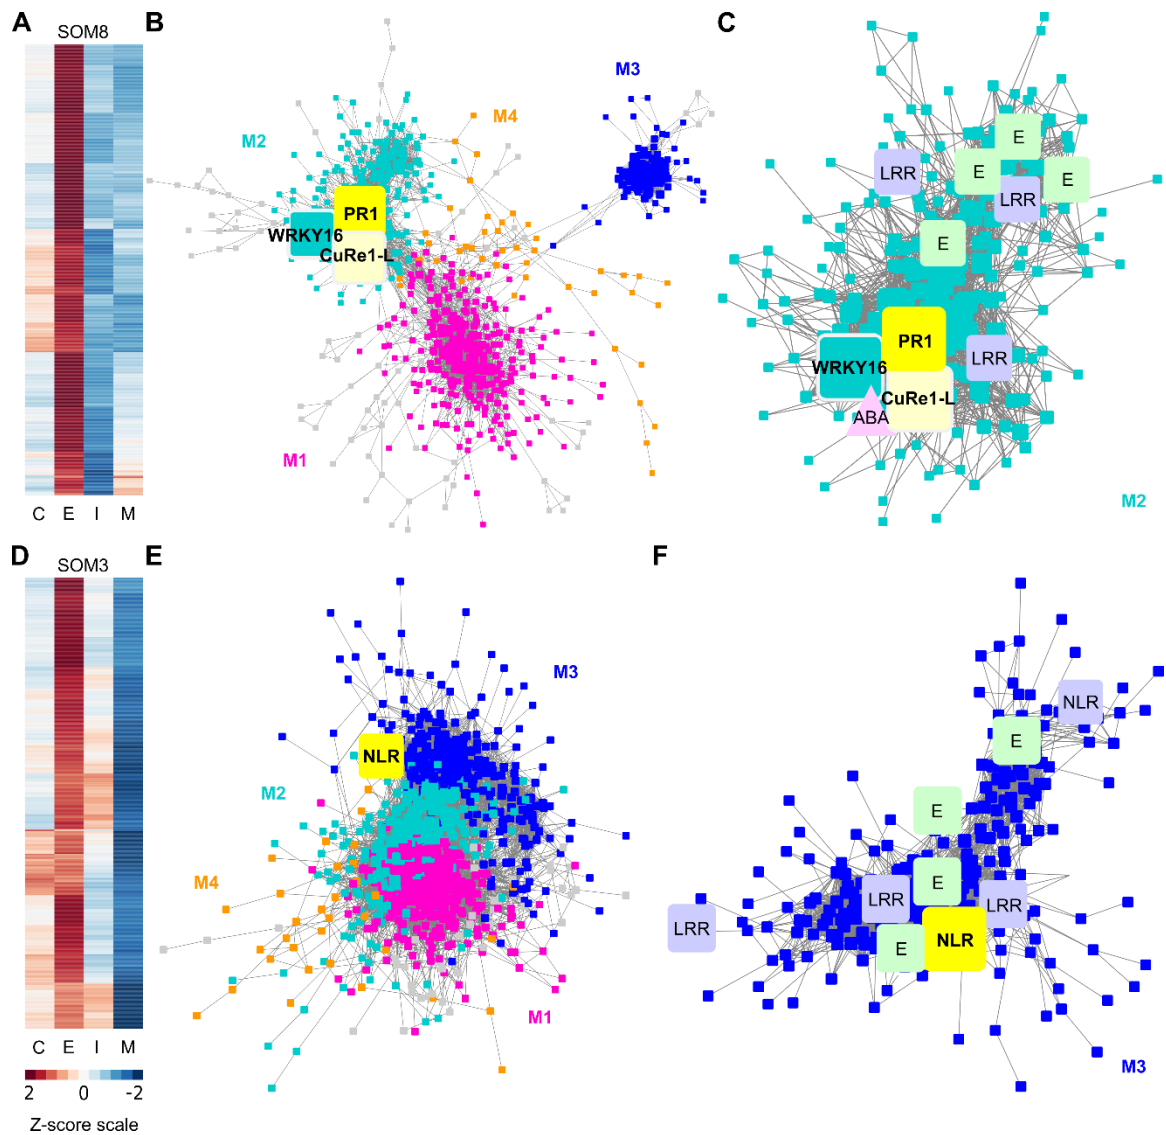 A
SOM8
C E I M
B
M3
M4
M2
PR1
WRKY16
CuRe1-L
M1
C
E
LRR
E
E
LRR
E
PR1
LRR
WRKY16
CuRe1-L
ABA
M2
D
SOM3
C E I M
2 0 -2
Z-score scale
E
M3
NLR
M2
M4
M1
F
NLR
E
E
E
LRR
LRR
LRR
NLR
E
M3